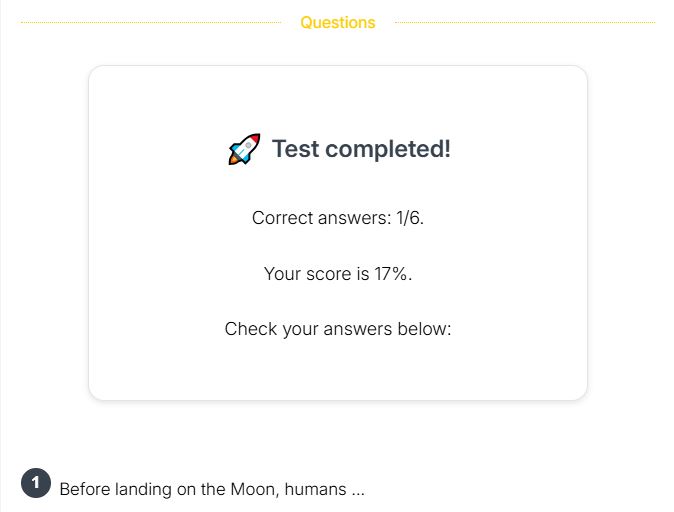 Questions
Test completed!
Correct answers: 1/6.
Your score is 17%.
Check your answers below:
1 Before landing on the Moon, humans ...